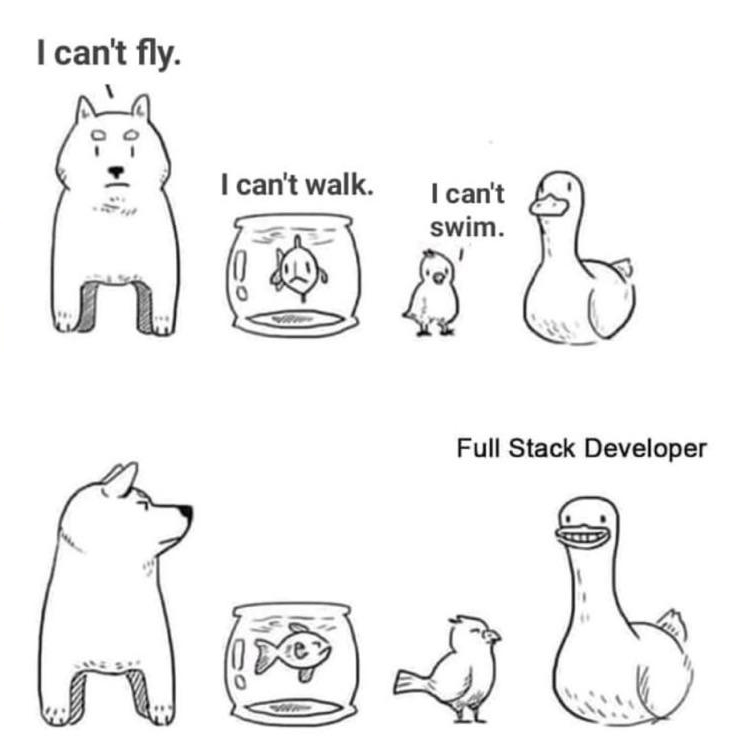 I can't fly.
I can't walk.
I can't
swim.
Full Stack Developer